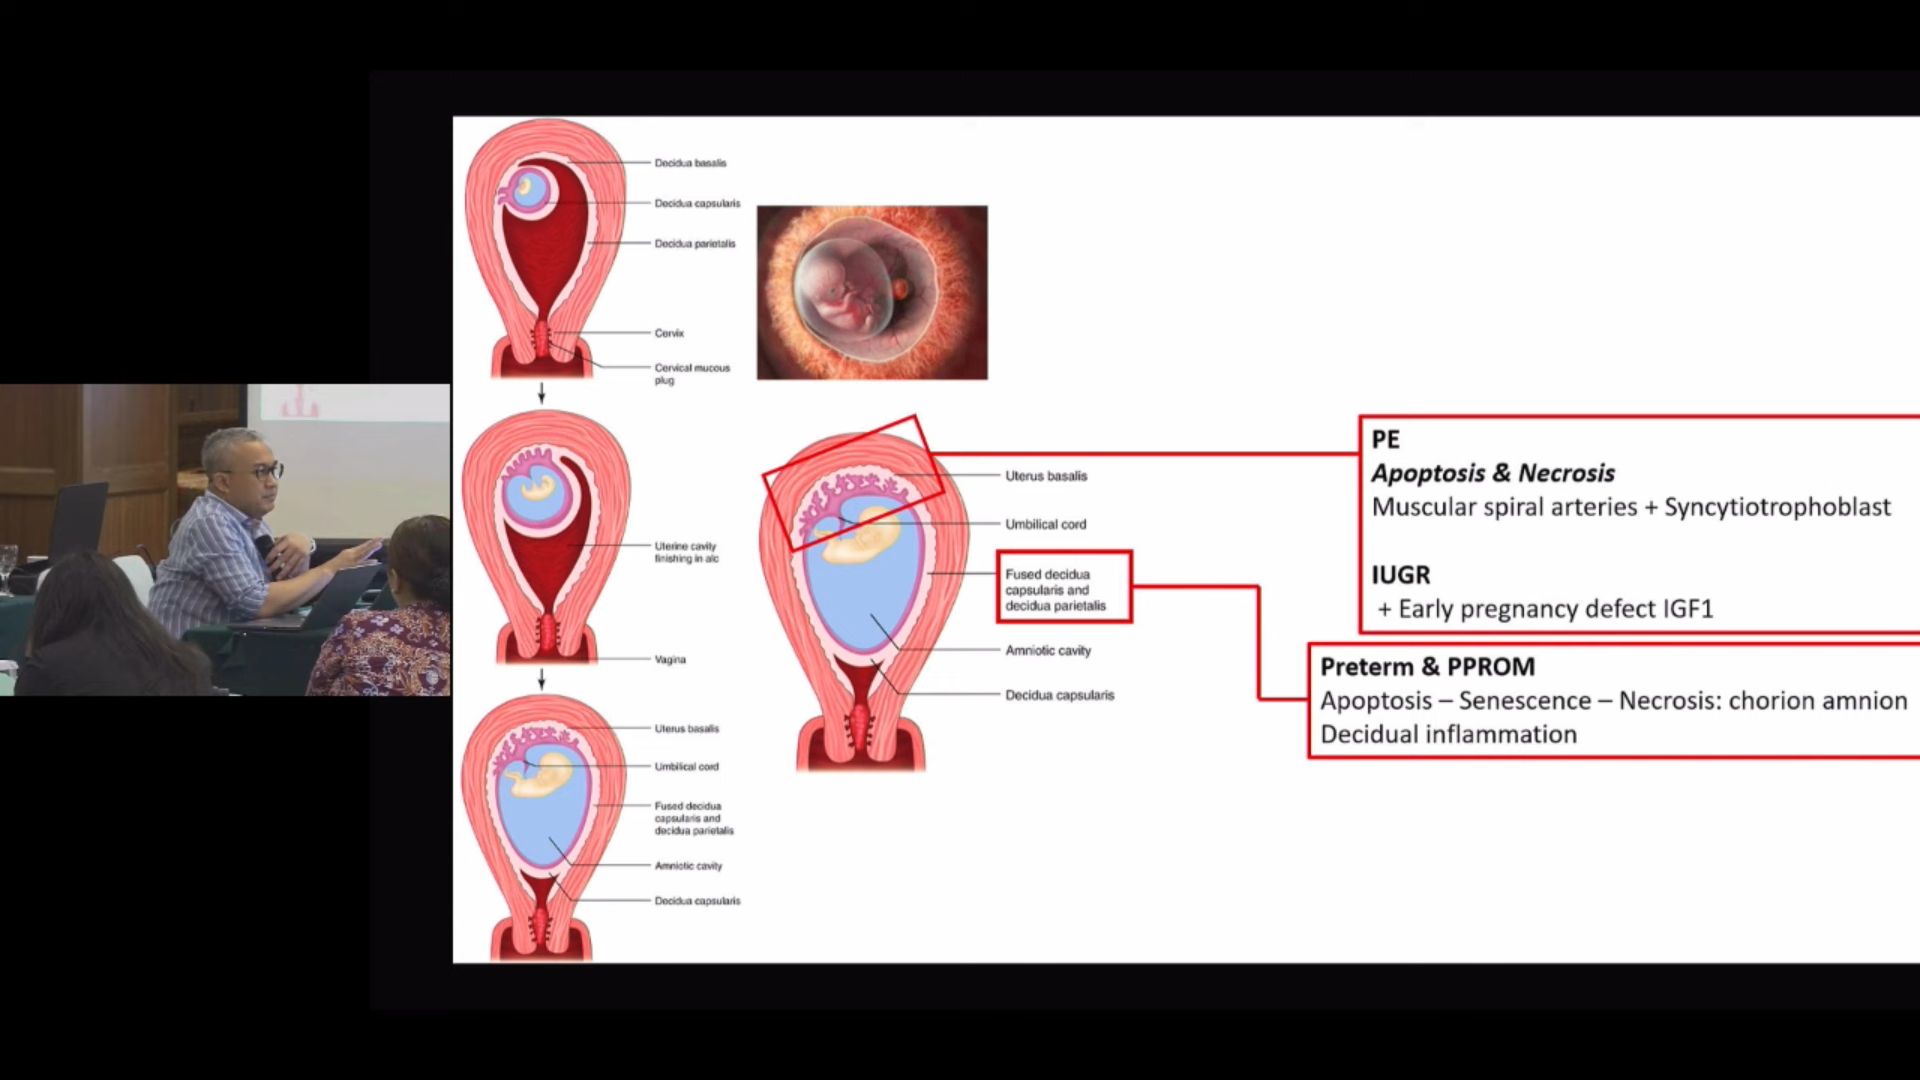 Decidua basalis
Decidua capsularis
Decidua parietalis
Cervix
Cervical mucous
plug
Uterine cavity
finishing in alc
Vagina
Uterus basalis
Umbilical cord
Fused decidua
capsularis and
decidua parietalis
Amniotic cavity
Decidua capsularis
Uterus basalis
Umbilical cord
Fused decidua
capsularis and
decidua parietalis
Amniotic cavity
Decidua capsularis
PE
Apoptosis & Necrosis
Muscular spiral arteries + Syncytiotrophoblast
IUGR
+ Early pregnancy defect IGF1
Preterm & PPROM
Apoptosis – Senescence – Necrosis: chorion amnion
Decidual inflammation